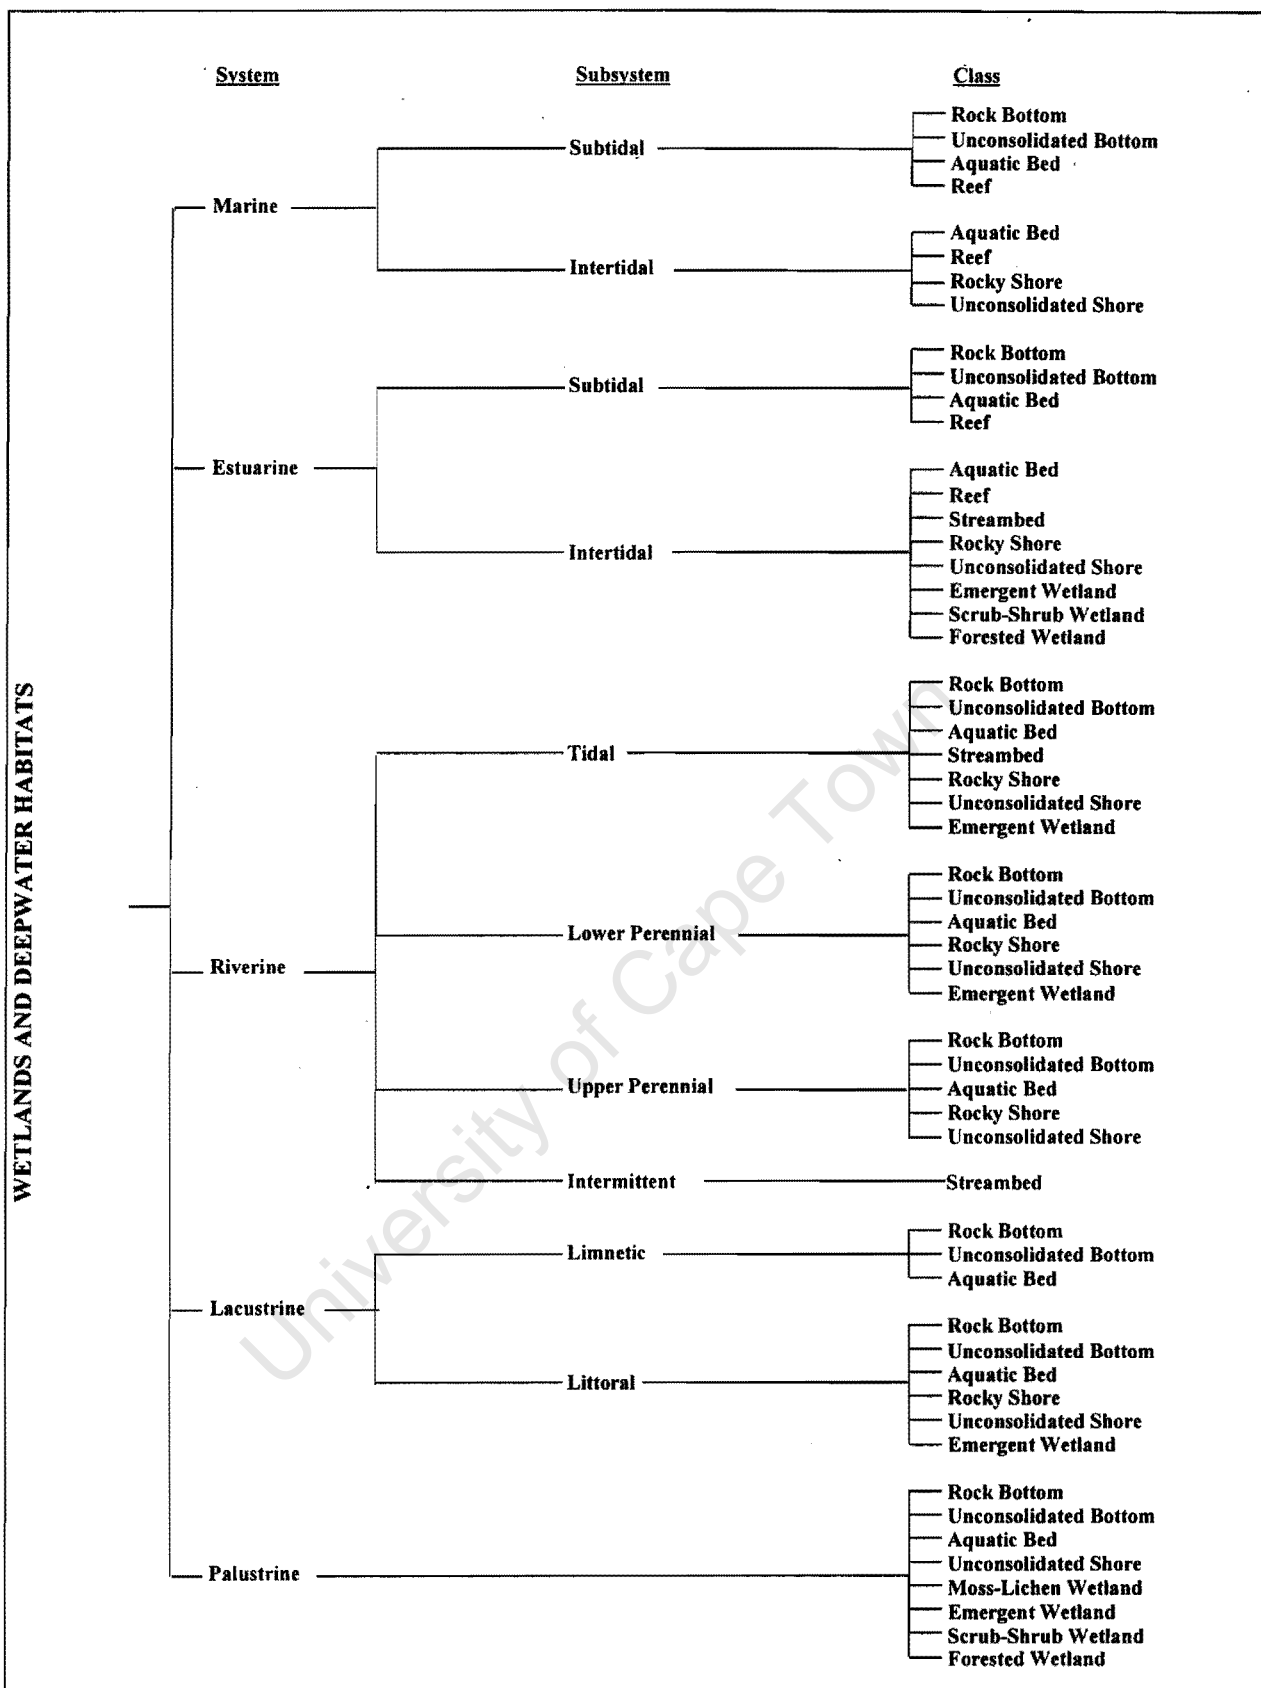 System Subsystem Class
WETLANDS AND DEEPWATER HABITATS
Marine
Subtidal
Rock Bottom
Unconsolidated Bottom
Aquatic Bed
Reef
Intertidal
Aquatic Bed
Reef
Rocky Shore
Unconsolidated Shore
Estuarine
Subtidal
Rock Bottom
Unconsolidated Bottom
Aquatic Bed
Reef
Intertidal
Aquatic Bed
Reef
Streambed
Rocky Shore
Unconsolidated Shore
Emergent Wetland
Scrub-Shrub Wetland
Forested Wetland
Riverine
Tidal
Rock Bottom
Unconsolidated Bottom
Aquatic Bed
Streambed
Rocky Shore
Unconsolidated Shore
Emergent Wetland
Lower Perennial
Rock Bottom
Unconsolidated Bottom
Aquatic Bed
Rocky Shore
Unconsolidated Shore
Emergent Wetland
Upper Perennial
Rock Bottom
Unconsolidated Bottom
Aquatic Bed
Rocky Shore
Unconsolidated Shore
Intermittent
Streambed
Lacustrine
Limnetic
Rock Bottom
Unconsolidated Bottom
Aquatic Bed
Littoral
Rock Bottom
Unconsolidated Bottom
Aquatic Bed
Rocky Shore
Unconsolidated Shore
Emergent Wetland
Palustrine
Rock Bottom
Unconsolidated Bottom
Aquatic Bed
Unconsolidated Shore
Moss-Lichen Wetland
Emergent Wetland
Scrub-Shrub Wetland
Forested Wetland
University of Cape Town